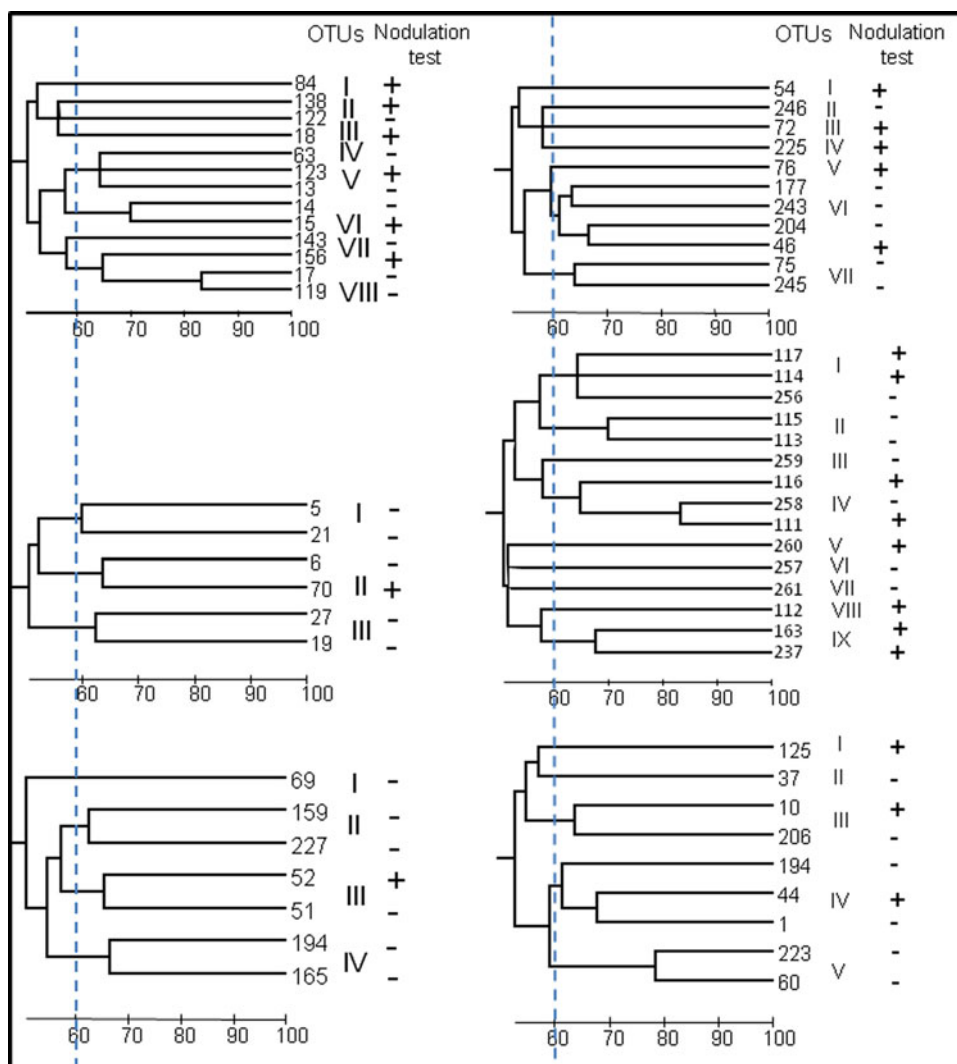 OTUs Nodulation
test
84 I +
138 II +
122 -
18 III +
63 IV -
123 +
13 V -
14 -
15 VI +
143 VII -
156 +
17 -
119 VIII -
60 70 80 90 100
5 I -
21 -
6 -
70 II +
27 -
19 III -
60 70 80 90 100
69 I -
159 II -
227 -
52 +
51 III -
194 -
165 IV -
60 70 80 90 100
OTUs Nodulation
test
54 I +
246 II -
72 III +
225 IV +
76 V +
177 -
243 VI -
204 -
46 +
75 -
245 VII -
60 70 80 90 100
117 +
I
114 +
256 -
115 -
II
113 -
259 III -
116 +
258 IV -
111 +
260 V +
257 VI -
261 VII -
112 VIII +
163 +
IX
237 +
60 70 80 90 100
125 I +
37 II -
10 +
III
206 -
194 -
44 IV +
1 -
223 -
V
60 -
60 70 80 90 100